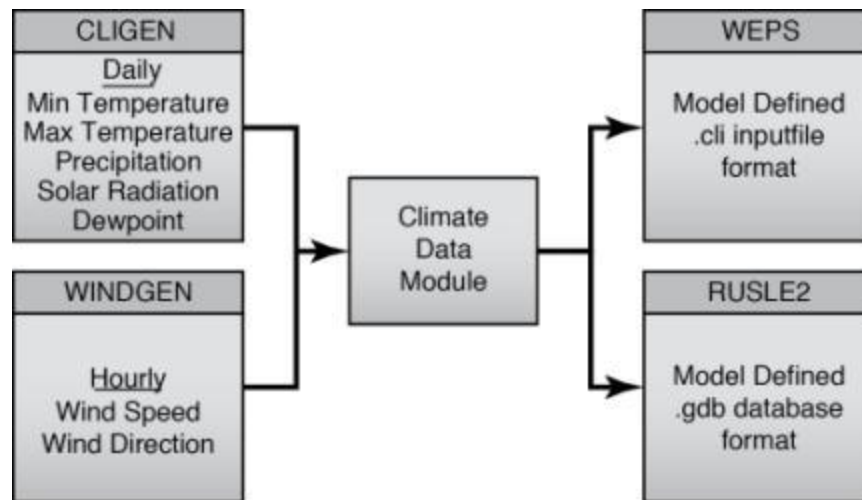 CLIGEN
Daily
Min Temperature
Max Temperature
Precipitation
Solar Radiation
Dewpoint
WINDGEN
Hourly
Wind Speed
Wind Direction
Climate
Data
Module
WEPS
Model Defined
.cli inputfile
format
RUSLE2
Model Defined
.gdb database
format